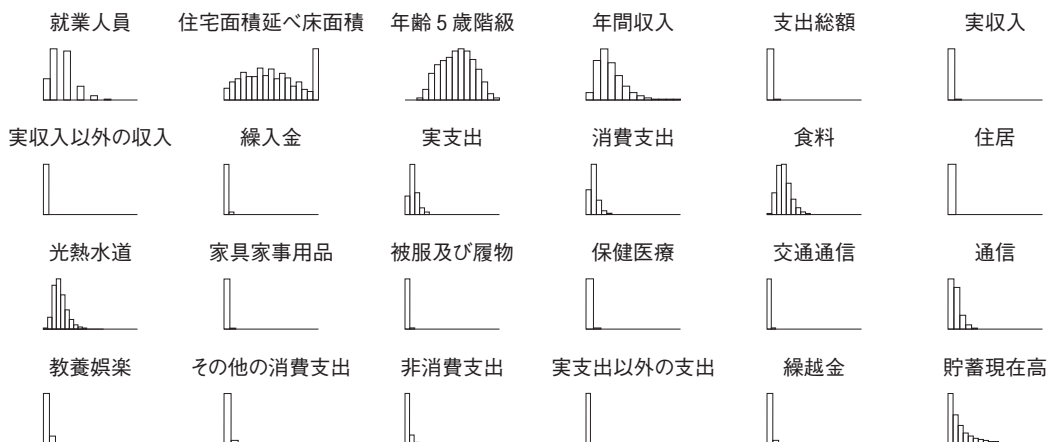 就業人員 住宅面積延べ床面積 年齢5歳階級 年間収入 支出総額 実収入
実収入以外の収入 繰入金 実支出 消費支出 食料 住居
光熱水道 家具家事用品 被服及び履物 保健医療 交通通信 通信
教養娯楽 その他の消費支出 非消費支出 実支出以外の支出 繰越金 貯蓄現在高